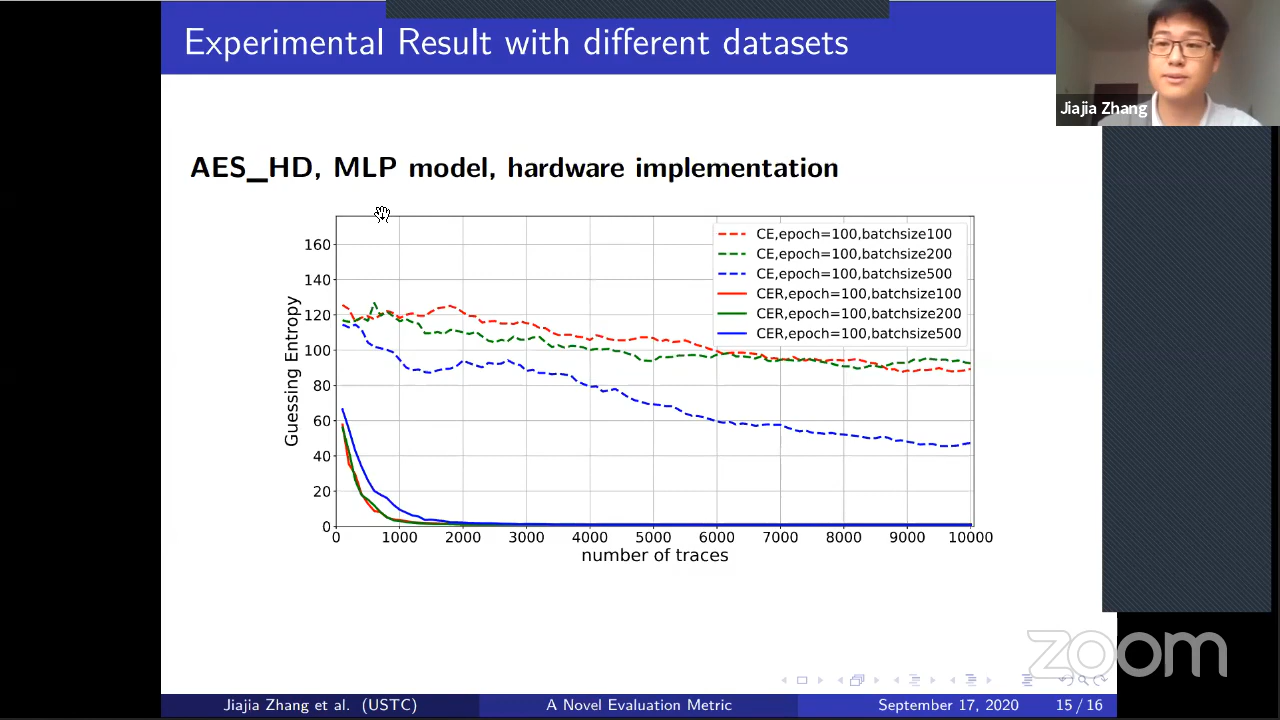 Experimental Result with different datasets
Jiajia Zhang
AES_HD, MLP model, hardware implementation
CE,epoch=100,batchsize100
CE,epoch=100,batchsize200
CE,epoch=100,batchsize500
CER,epoch=100,batchsize100
CER,epoch=100,batchsize200
CER,epoch=100,batchsize500
Guessing Entropy
160
140
120
100
80
60
40
20
0
0 1000 2000 3000 4000 5000 6000 7000 8000 9000 10000
number of traces
zoom
Jiajia Zhang et al. (USTC) A Novel Evaluation Metric September 17, 2020 15 / 16